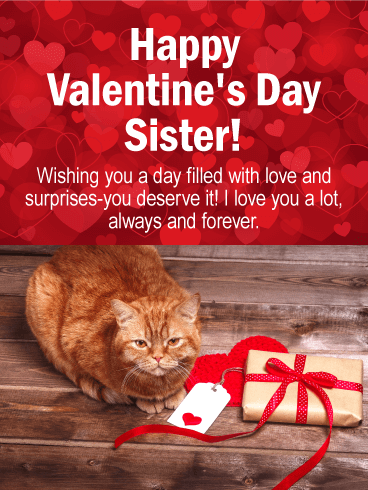 Happy
Valentine's Day
Sister!
Wishing you a day filled with love and
surprises-you deserve it! I love you a lot,
always and forever.